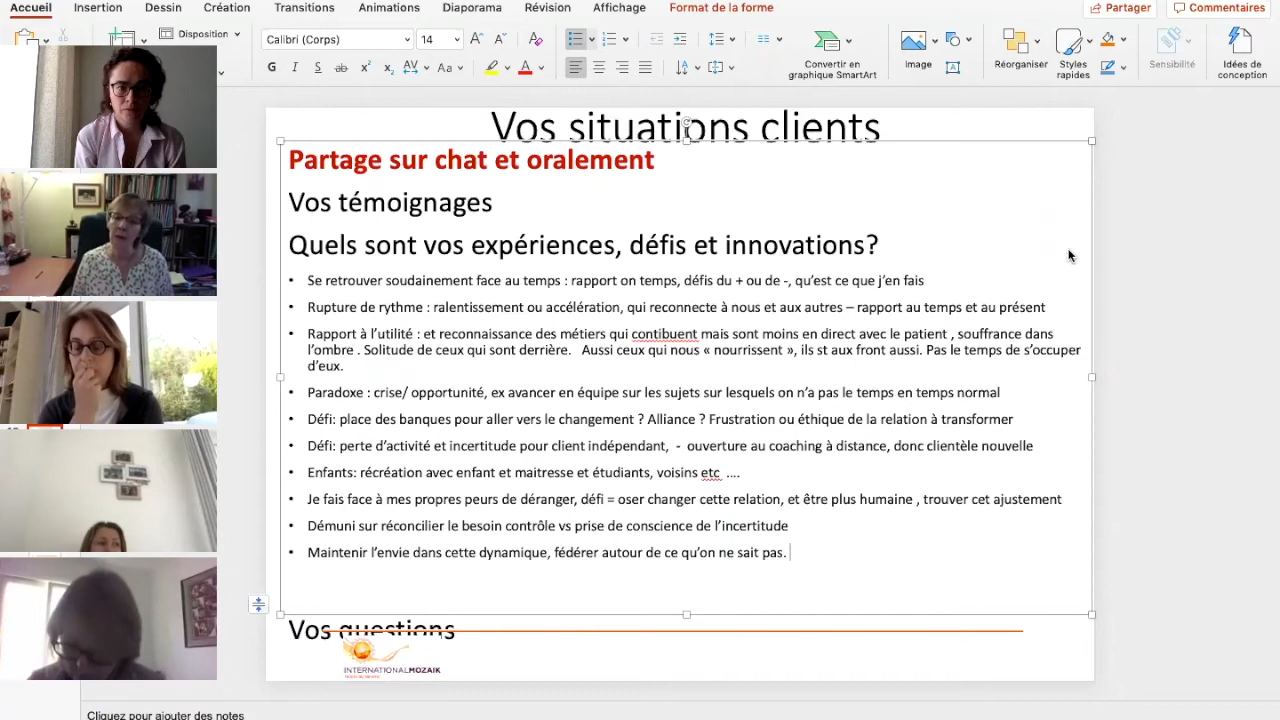 Accueil Insertion Dessin Création Transitions Animations Diaporama Révision Affichage Format de la forme Partager Commentaires
Disposition
Calibri (Corps) 14
Convertir en
graphique SmartArt
Image
Réorganiser
Styles
rapides
Sensibilité
Idées de
conception
G I S ab x² x₂ AV Aa A
Vos situations clients
Partage sur chat et oralement
Vos témoignages
Quels sont vos expériences, défis et innovations?
• Se retrouver soudainement face au temps : rapport on temps, défis du + ou de -, qu’est ce que j’en fais
• Rupture de rythme : ralentissement ou accélération, qui reconnecte à nous et aux autres – rapport au temps et au présent
• Rapport à l’utilité : et reconnaissance des métiers qui contibuent mais sont moins en direct avec le patient , souffrance dans
l’ombre . Solitude de ceux qui sont derrière. Aussi ceux qui nous « nourrissent », ils st aux front aussi. Pas le temps de s’occuper
d’eux.
• Paradoxe : crise/ opportunité, ex avancer en équipe sur les sujets sur lesquels on n’a pas le temps en temps normal
• Défi: place des banques pour aller vers le changement ? Alliance ? Frustration ou éthique de la relation à transformer
• Défi: perte d’activité et incertitude pour client indépendant, - ouverture au coaching à distance, donc clientèle nouvelle
• Enfants: récréation avec enfant et maitresse et étudiants, voisins etc ....
• Je fais face à mes propres peurs de déranger, défi = oser changer cette relation, et être plus humaine , trouver cet ajustement
• Démuni sur réconcilier le besoin contrôle vs prise de conscience de l’incertitude
• Maintenir l’envie dans cette dynamique, fédérer autour de ce qu’on ne sait pas.
Vos questions
INTERNATIONALMOZAIK
Cliquez pour ajouter des notes